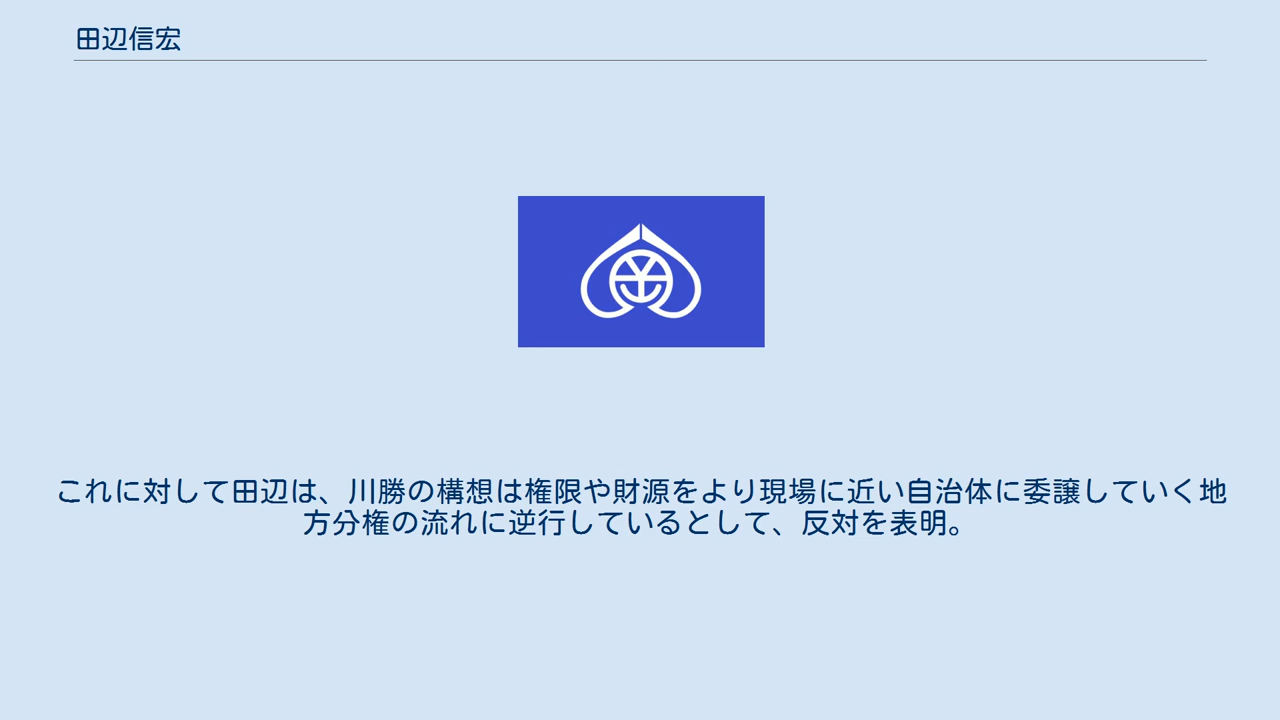 田辺信宏
これに対して田辺は、川勝の構想は権限や財源をより現場に近い自治体に委譲していく地
方分権の流れに逆行しているとして、反対を表明。